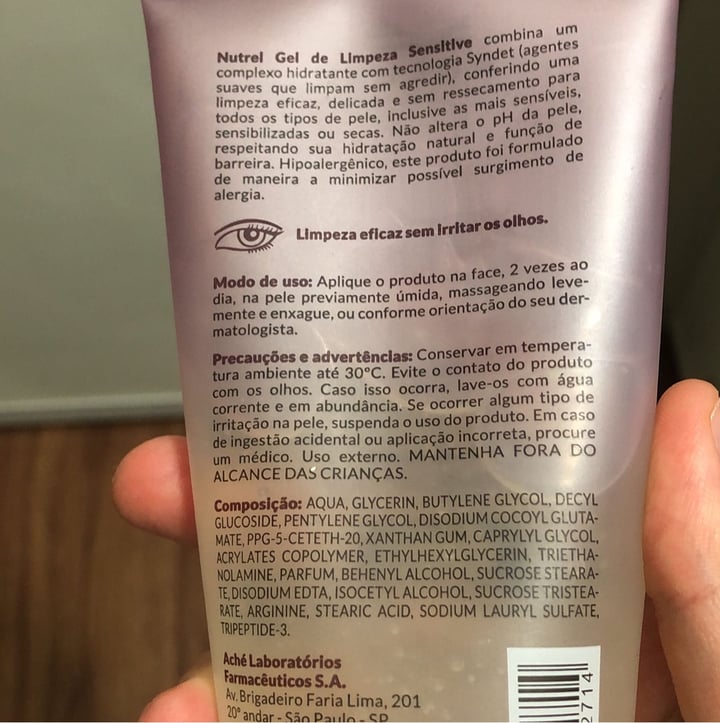 Nutrel Gel de Limpeza Sensitive combina um
complexo hidratante com tecnologia Syndet (agentes
suaves que limpam sem agredir), conferindo uma
limpeza eficaz, delicada e sem ressecamento para
todos os tipos de pele, inclusive as mais sensíveis,
sensibilizadas ou secas. Não altera o pH da pele,
respeitando sua hidratação natural e função de
barreira. Hipoalergênico, este produto foi formulado
de maneira a minimizar possível surgimento de
alergia.
Limpeza eficaz sem irritar os olhos.
Modo de uso: Aplique o produto na face, 2 vezes ao
dia, na pele previamente úmida, massageando leve-
mente e enxague, ou conforme orientação do seu der-
matologista.
Precauções e advertências: Conservar em tempera-
tura ambiente até 30°C. Evite o contato do produto
com os olhos. Caso isso ocorra, lave-os com água
corrente e em abundância. Se ocorrer algum tipo de
irritação na pele, suspenda o uso do produto. Em caso
de ingestão acidental ou aplicação incorreta, procure
um médico. Uso externo. MANTENHA FORA DO
ALCANCE DAS CRIANÇAS.
Composição: AQUA, GLYCERIN, BUTYLENE GLYCOL, DECYL
GLUCOSIDE, PENTYLENE GLYCOL, DISODIUM COCOYL GLUTA-
MATE, PPG-5-CETETH-20, XANTHAN GUM, CAPRYLYL GLYCOL,
ACRYLATES COPOLYMER, ETHYLHEXYLGLYCERIN, TRIETHA-
NOLAMINE, PARFUM, BEHENYL ALCOHOL, SUCROSE STEARA-
TE, DISODIUM EDTA, ISOCETYL ALCOHOL, SUCROSE TRISTEA-
RATE, ARGININE, STEARIC ACID, SODIUM LAURYL SULFATE,
TRIPEPTIDE-3.
Aché Laboratórios
Farmacêuticos S.A.
Av. Brigadeiro Faria Lima, 201
20° andar - São Paulo - SP
2714